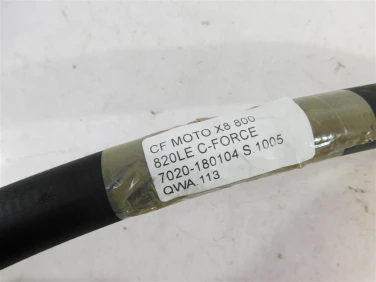 CF MOTO X8 800
820LE C-FORCE
7020-180104 S.1005
QWA.113